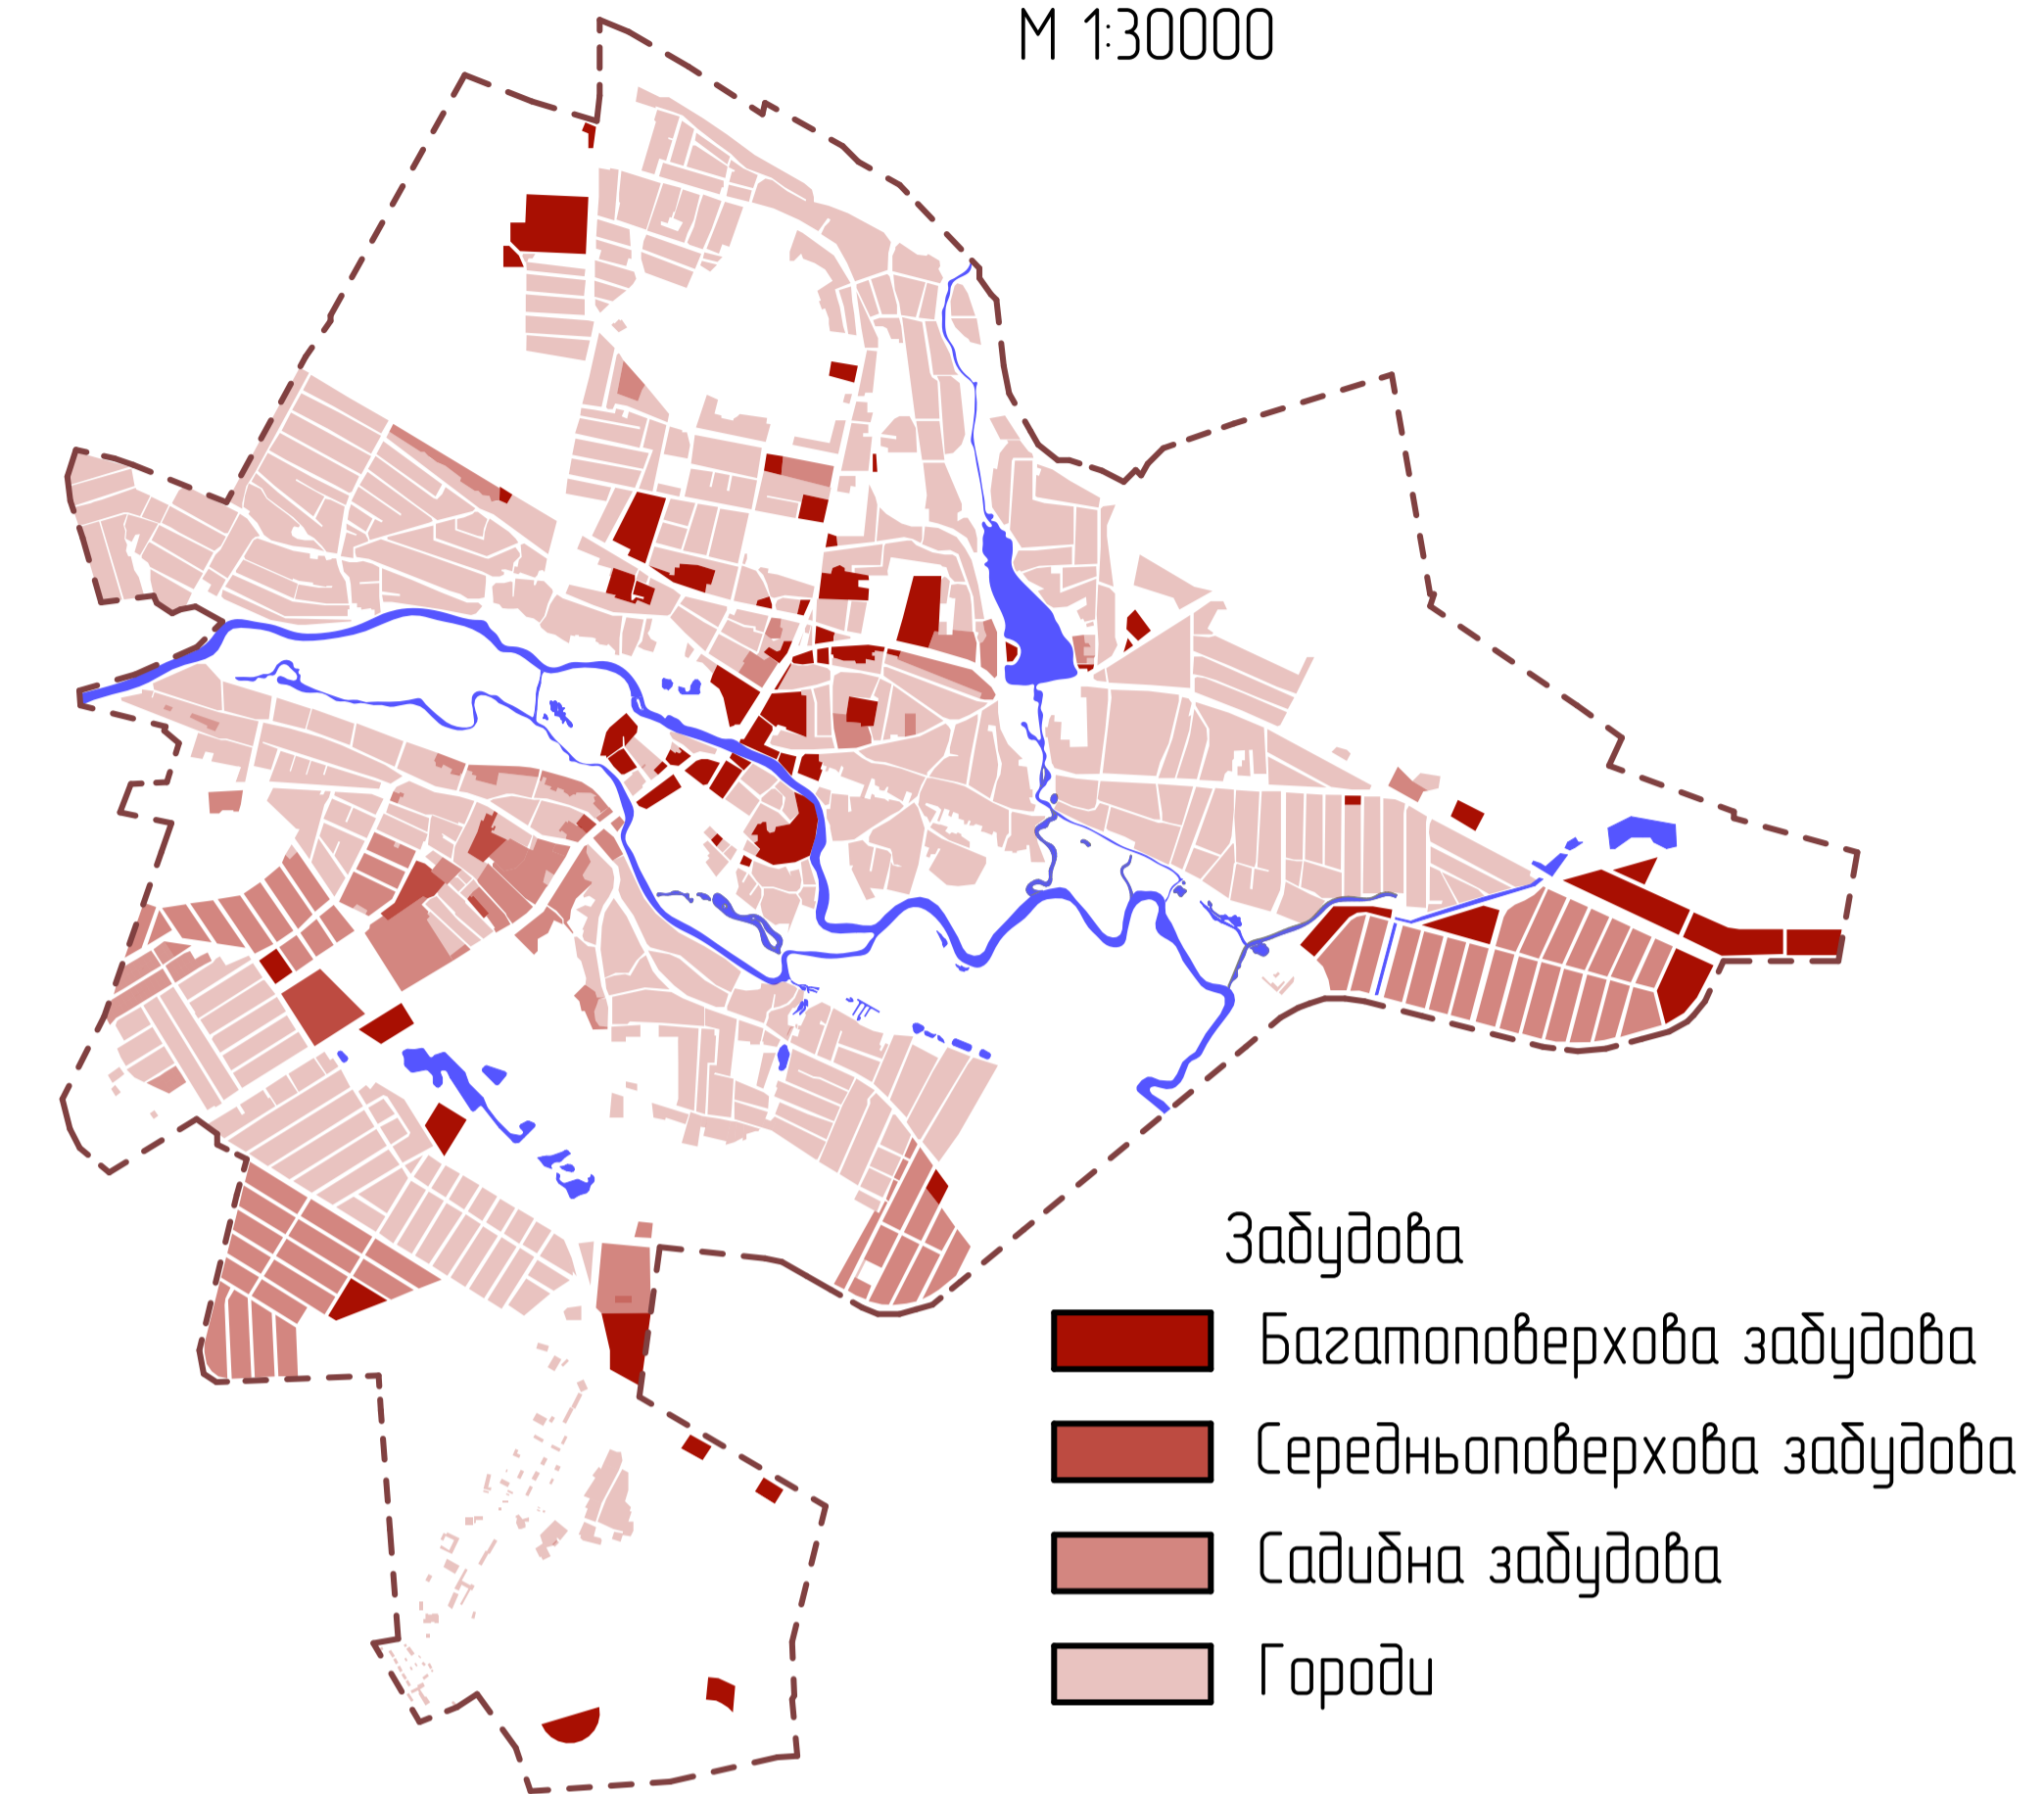 М 1:30000
Забудова
Багатоповерхова забудова
Середньоповерхова забудова
Садибна забудова
Городи